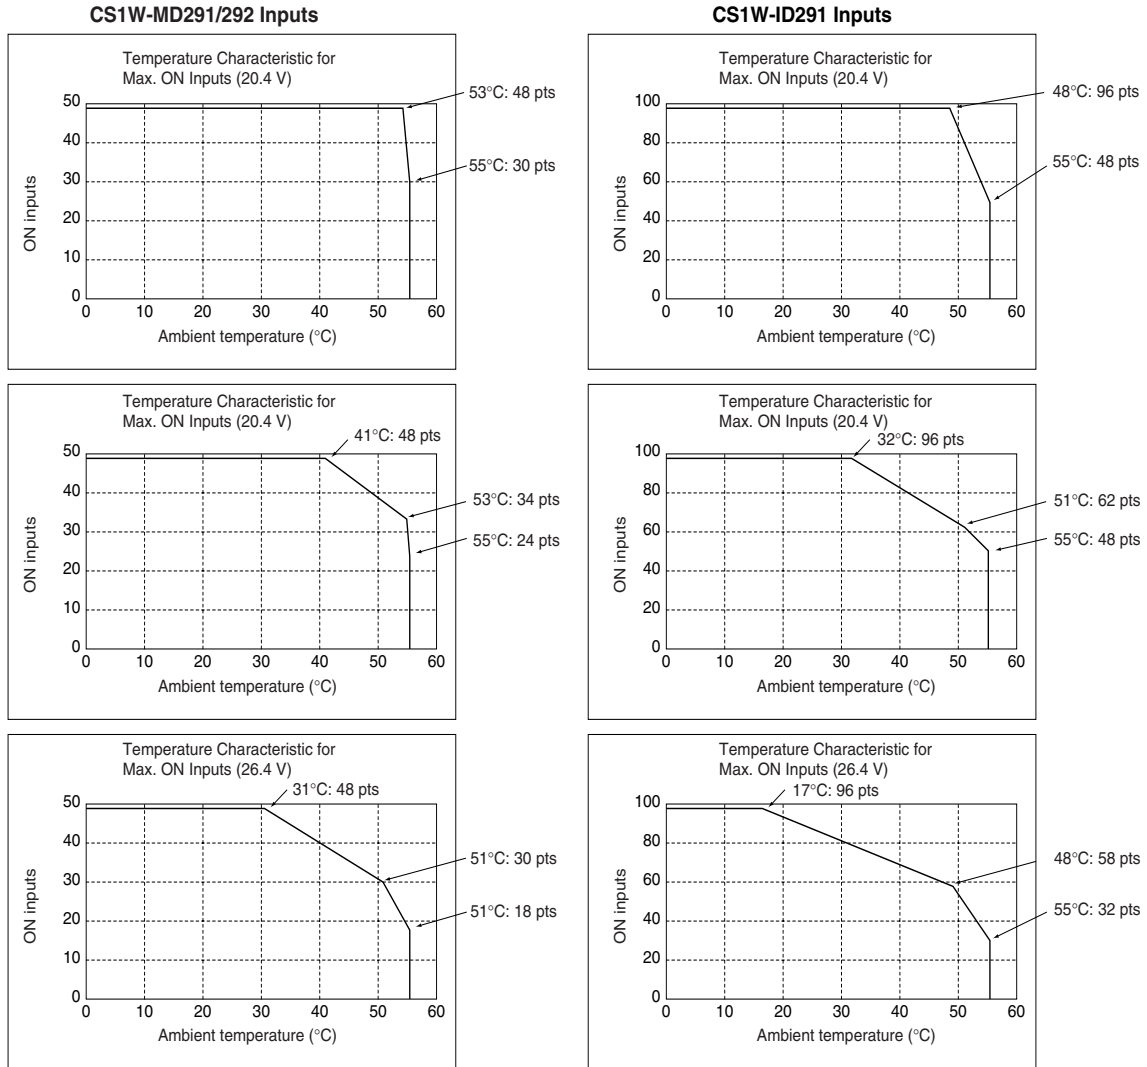 CS1W-MD291/292 Inputs
CS1W-ID291 Inputs
Temperature Characteristic for
Max. ON Inputs (20.4 V)
53°C: 48 pts
55°C: 30 pts
ON inputs
50
40
30
20
10
0
0 10 20 30 40 50 60
Ambient temperature (°C)
Temperature Characteristic for
Max. ON Inputs (20.4 V)
48°C: 96 pts
55°C: 48 pts
ON inputs
100
80
60
40
20
0
0 10 20 30 40 50 60
Ambient temperature (°C)
Temperature Characteristic for
Max. ON Inputs (20.4 V)
41°C: 48 pts
53°C: 34 pts
55°C: 24 pts
ON inputs
50
40
30
20
10
0
0 10 20 30 40 50 60
Ambient temperature (°C)
Temperature Characteristic for
Max. ON Inputs (20.4 V)
32°C: 96 pts
51°C: 62 pts
55°C: 48 pts
ON inputs
100
80
60
40
20
0
0 10 20 30 40 50 60
Ambient temperature (°C)
Temperature Characteristic for
Max. ON Inputs (26.4 V)
31°C: 48 pts
51°C: 30 pts
51°C: 18 pts
ON inputs
50
40
30
20
10
0
0 10 20 30 40 50 60
Ambient temperature (°C)
Temperature Characteristic for
Max. ON Inputs (26.4 V)
17°C: 96 pts
48°C: 58 pts
55°C: 32 pts
ON inputs
100
80
60
40
20
0
0 10 20 30 40 50 60
Ambient temperature (°C)